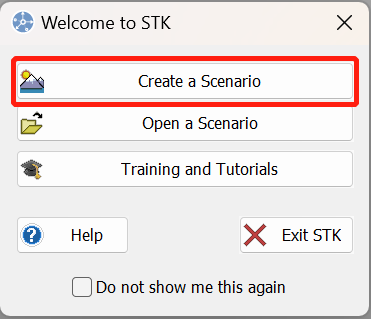 Welcome to STK
Create a Scenario
Open a Scenario
Training and Tutorials
Help
Exit STK
Do not show me this again